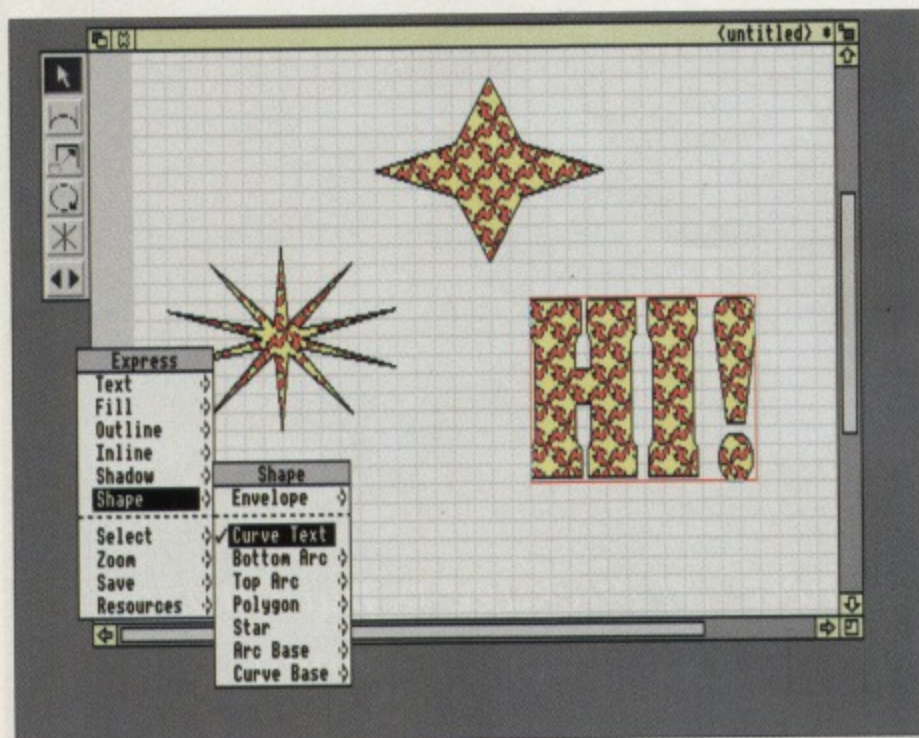 <untitled> *
HI!
Express
Text
Fill
Outline
Inline
Shadow
Shape
Select
Zoom
Save
Resources
Shape
Envelope
Curve Text
Bottom Arc
Top Arc
Polygon
Star
Arc Base
Curve Base